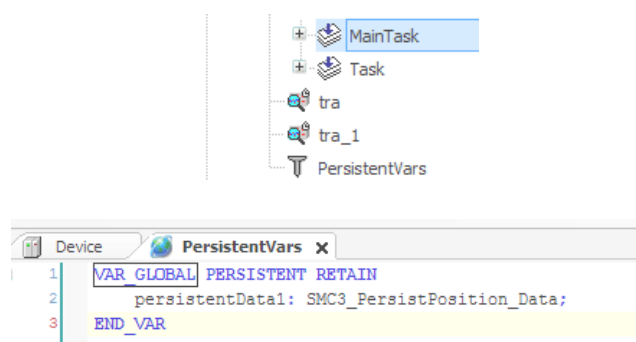 MainTask
Task
tra
tra_1
PersistentVars
Device PersistentVars x
1 VAR_GLOBAL PERSISTENT RETAIN
2 persistentData1: SMC3_PersistPosition_Data;
3 END_VAR